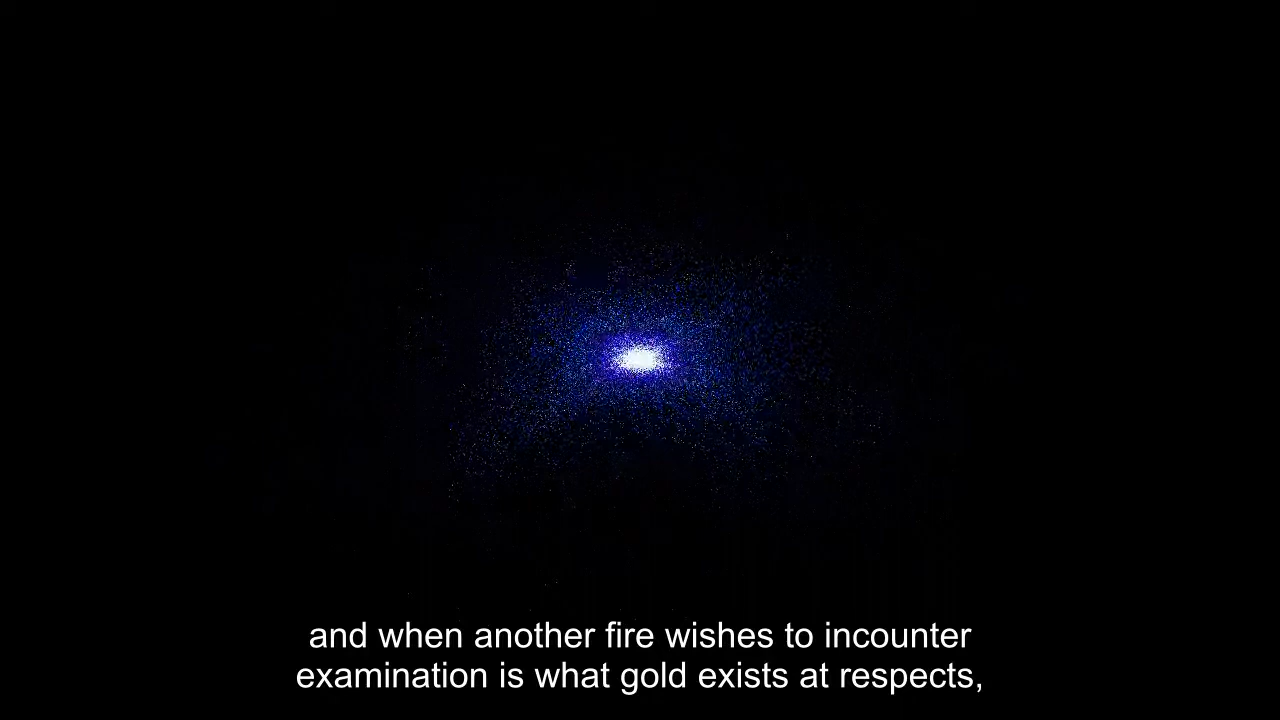 and when another fire wishes to incounter
examination is what gold exists at respects,